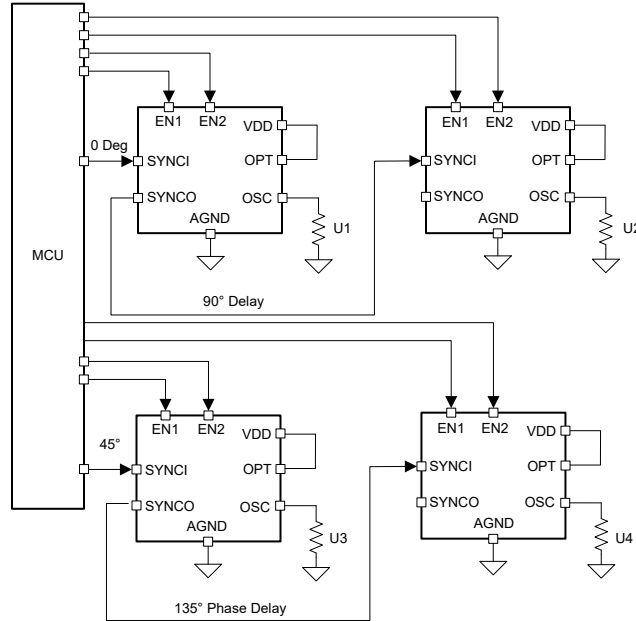 EN1 EN2 VDD
0 Deg SYNCI OPT
SYNCO OSC
AGND
U1
EN1 EN2 VDD
SYNCI OPT
SYNCO OSC
AGND
U2
MCU
90° Delay
EN1 EN2 VDD
45° SYNCI OPT
SYNCO OSC
AGND
U3
EN1 EN2 VDD
SYNCI OPT
SYNCO OSC
AGND
U4
135° Phase Delay